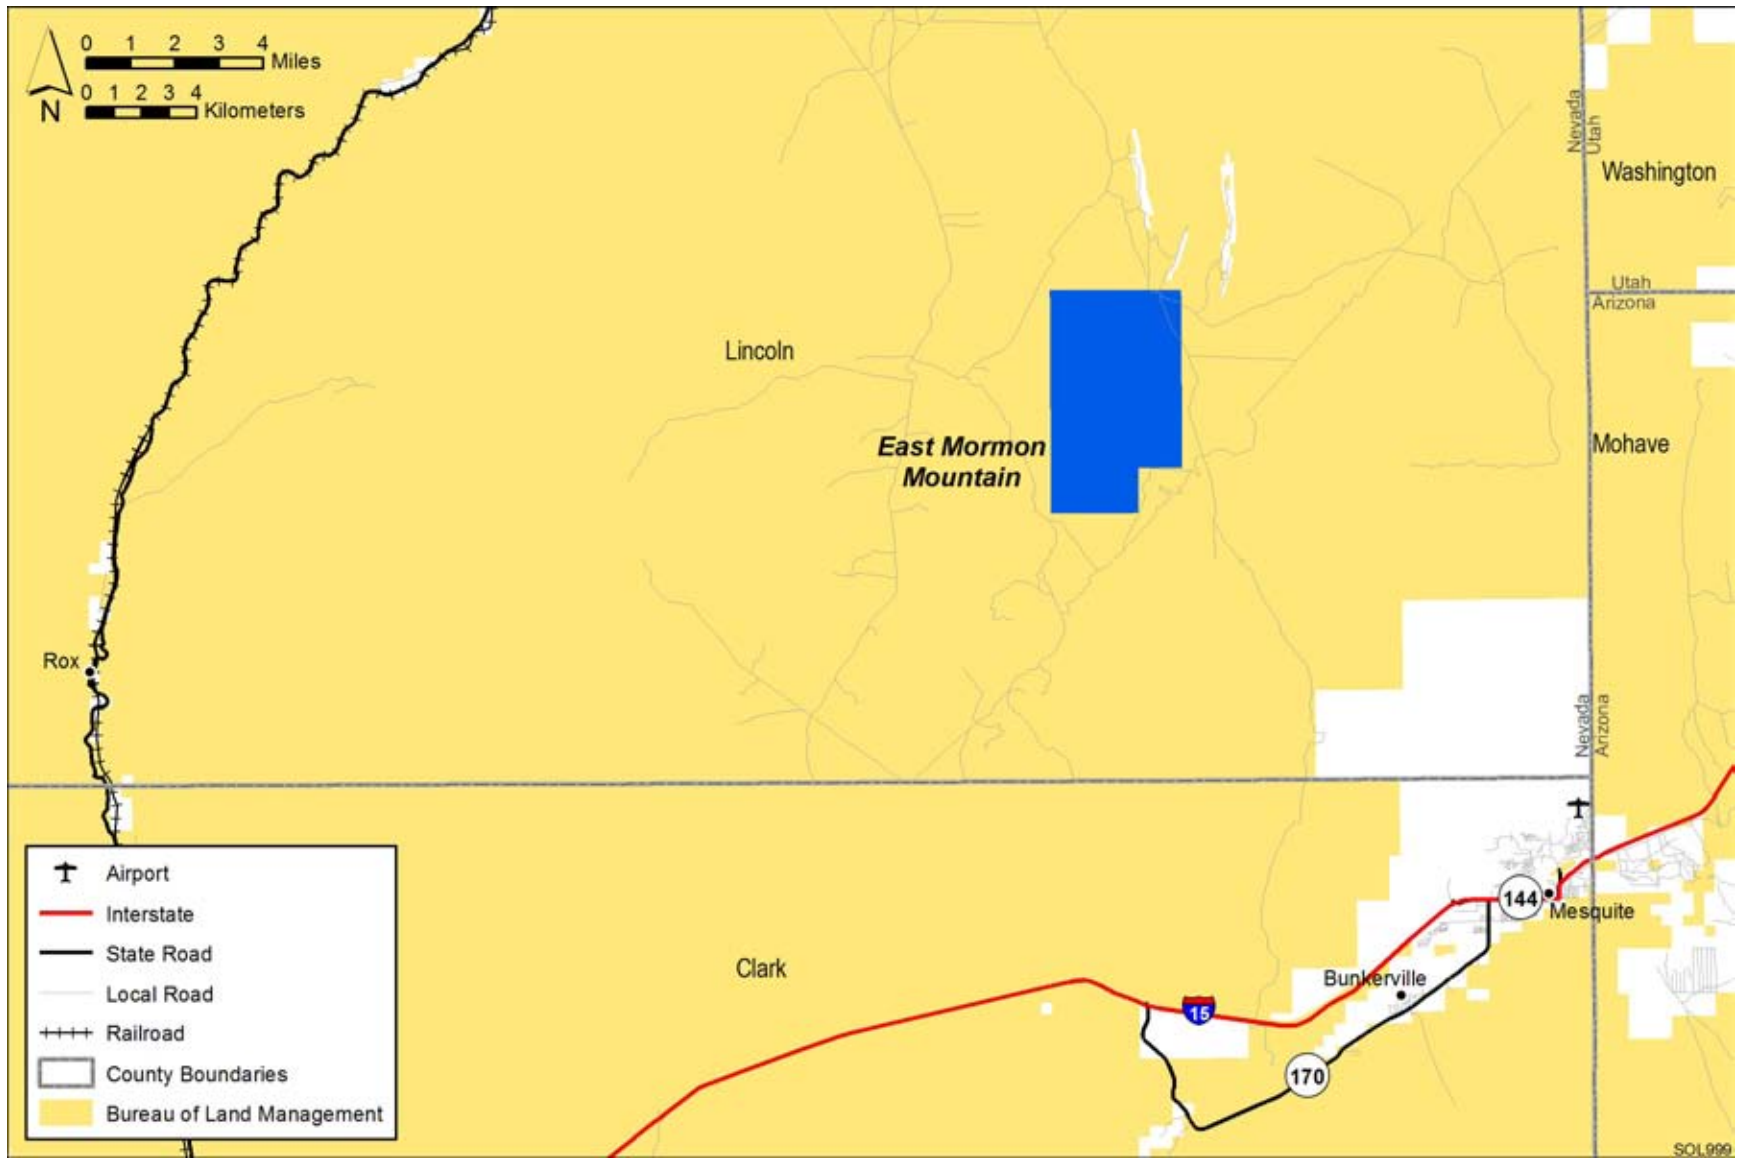 0 1 2 3 4
Miles
0 1 2 3 4
Kilometers
N
Nevada
Utah
Washington
Utah
Arizona
Lincoln
East Mormon
Mountain
Mohave
Rox
Nevada
Arizona
144
Mesquite
Clark
Bunkerville
15
170
Airport
Interstate
State Road
Local Road
Railroad
County Boundaries
Bureau of Land Management
SOL999